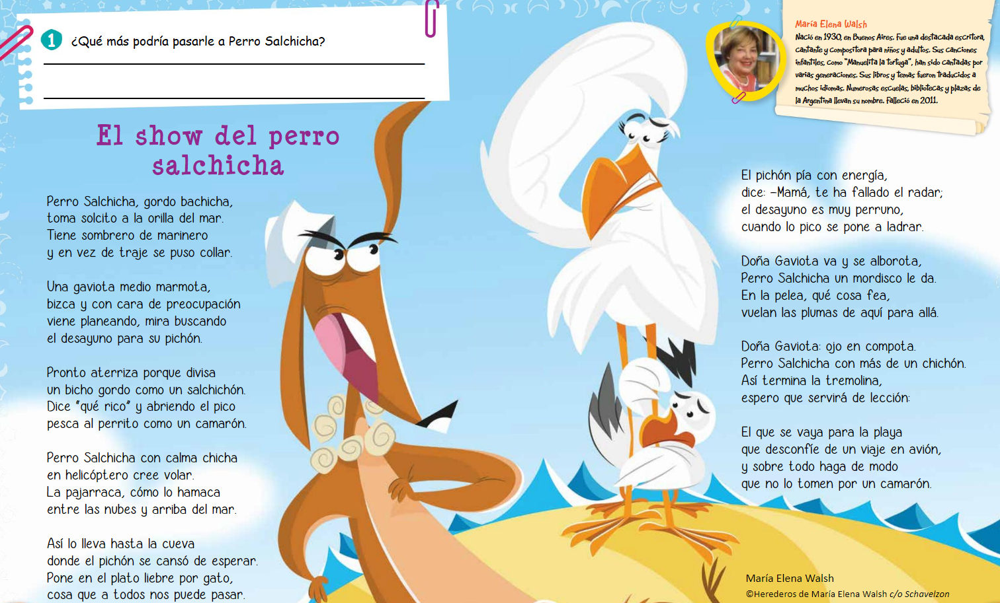 1 ¿Qué más podría pasarle a Perro Salchicha?
María Elena Walsh
Nació en 1930, en Buenos Aires. Fue una destacada escritora,
cantante y compositora para niños y adultos. Sus canciones
infantiles, como "Manuelita la tortuga", han sido cantadas por
varias generaciones. Sus libros y temas fueron traducidos a
muchos idiomas. Numerosas escuelas, bibliotecas y plazas de
la Argentina llevan su nombre. Falleció en 2011.
El show del perro
salchicha
Perro Salchicha, gordo bachicha,
toma solcito a la orilla del mar.
Tiene sombrero de marinero
y en vez de traje se puso collar.
Una gaviota medio marmota,
bizca y con cara de preocupación
viene planeando, mira buscando
el desayuno para su pichón.
Pronto aterriza porque divisa
un bicho gordo como un salchichón.
Dice "qué rico" y abriendo el pico
pesca al perrito como un camarón.
Perro Salchicha con calma chicha
en helicóptero cree volar.
La pajarraca, cómo lo hamaca
entre las nubes y arriba del mar.
Así lo lleva hasta la cueva
donde el pichón se cansó de esperar.
Pone en el plato liebre por gato,
cosa que a todos nos puede pasar.
El pichón pía con energía,
dice: –Mamá, te ha fallado el radar;
el desayuno es muy perruno,
cuando lo pico se pone a ladrar.
Doña Gaviota va y se alborota,
Perro Salchicha un mordisco le da.
En la pelea, qué cosa fea,
vuelan las plumas de aquí para allá.
Doña Gaviota: ojo en compota.
Perro Salchicha con más de un chichón.
Así termina la tremolina,
espero que servirá de lección:
El que se vaya para la playa
que desconfíe de un viaje en avión,
y sobre todo haga de modo
que no lo tomen por un camarón.
María Elena Walsh
©Herederos de María Elena Walsh c/o Schavelzon